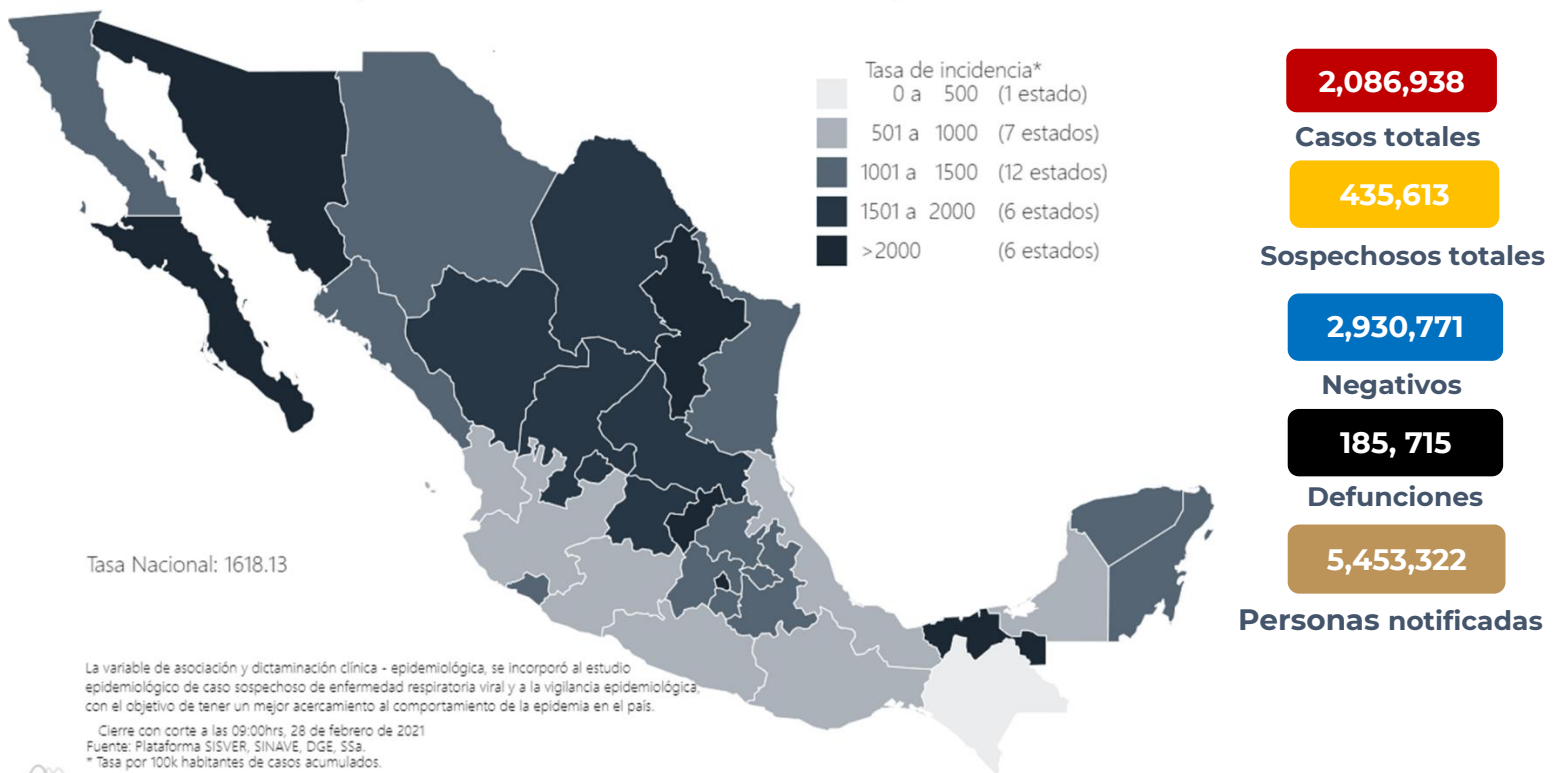 Tasa de incidencia*
0 a 500 (1 estado)
501 a 1000 (7 estados)
1001 a 1500 (12 estados)
1501 a 2000 (6 estados)
>2000 (6 estados)
2,086,938
Casos totales
435,613
Sospechosos totales
2,930,771
Negativos
185, 715
Defunciones
5,453,322
Personas notificadas
Tasa Nacional: 1618.13
La variable de asociación y dictaminación clínica - epidemiológica, se incorporó al estudio
epidemiológico de caso sospechoso de enfermedad respiratoria viral y a la vigilancia epidemiológica,
con el objetivo de tener un mejor acercamiento al comportamiento de la epidemia en el país.
Cierre con corte a las 09:00hrs, 28 de febrero de 2021
Fuente: Plataforma SISVER, SINAVE, DGE, SSa.
* Tasa por 100k habitantes de casos acumulados.